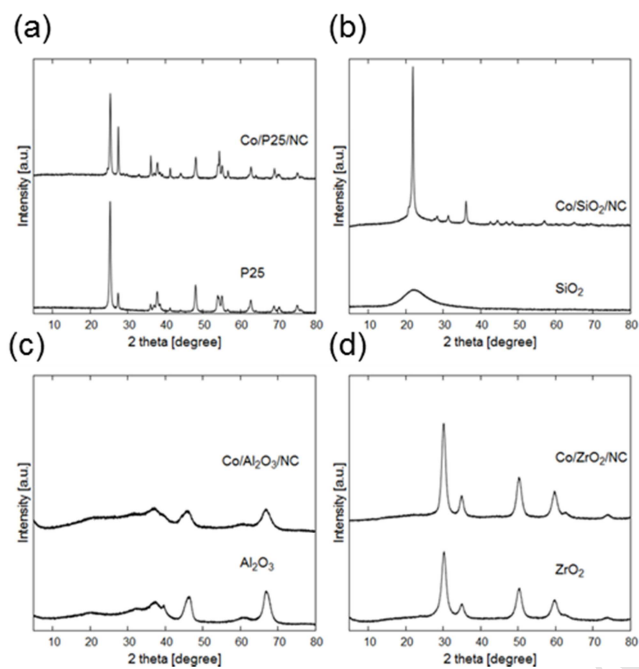 (a)
Intensity [a.u.]
Co/P25/NC
P25
10 20 30 40 50 60 70 80
2 theta [degree]
(b)
Intensity [a.u.]
Co/SiO₂/NC
SiO₂
10 20 30 40 50 60 70 80
2 theta [degree]
(c)
Intensity [a.u.]
Co/Al₂O₃/NC
Al₂O₃
10 20 30 40 50 60 70 80
2 theta [degree]
(d)
Intensity [a.u.]
Co/ZrO₂/NC
ZrO₂
10 20 30 40 50 60 70 80
2 theta [degree]